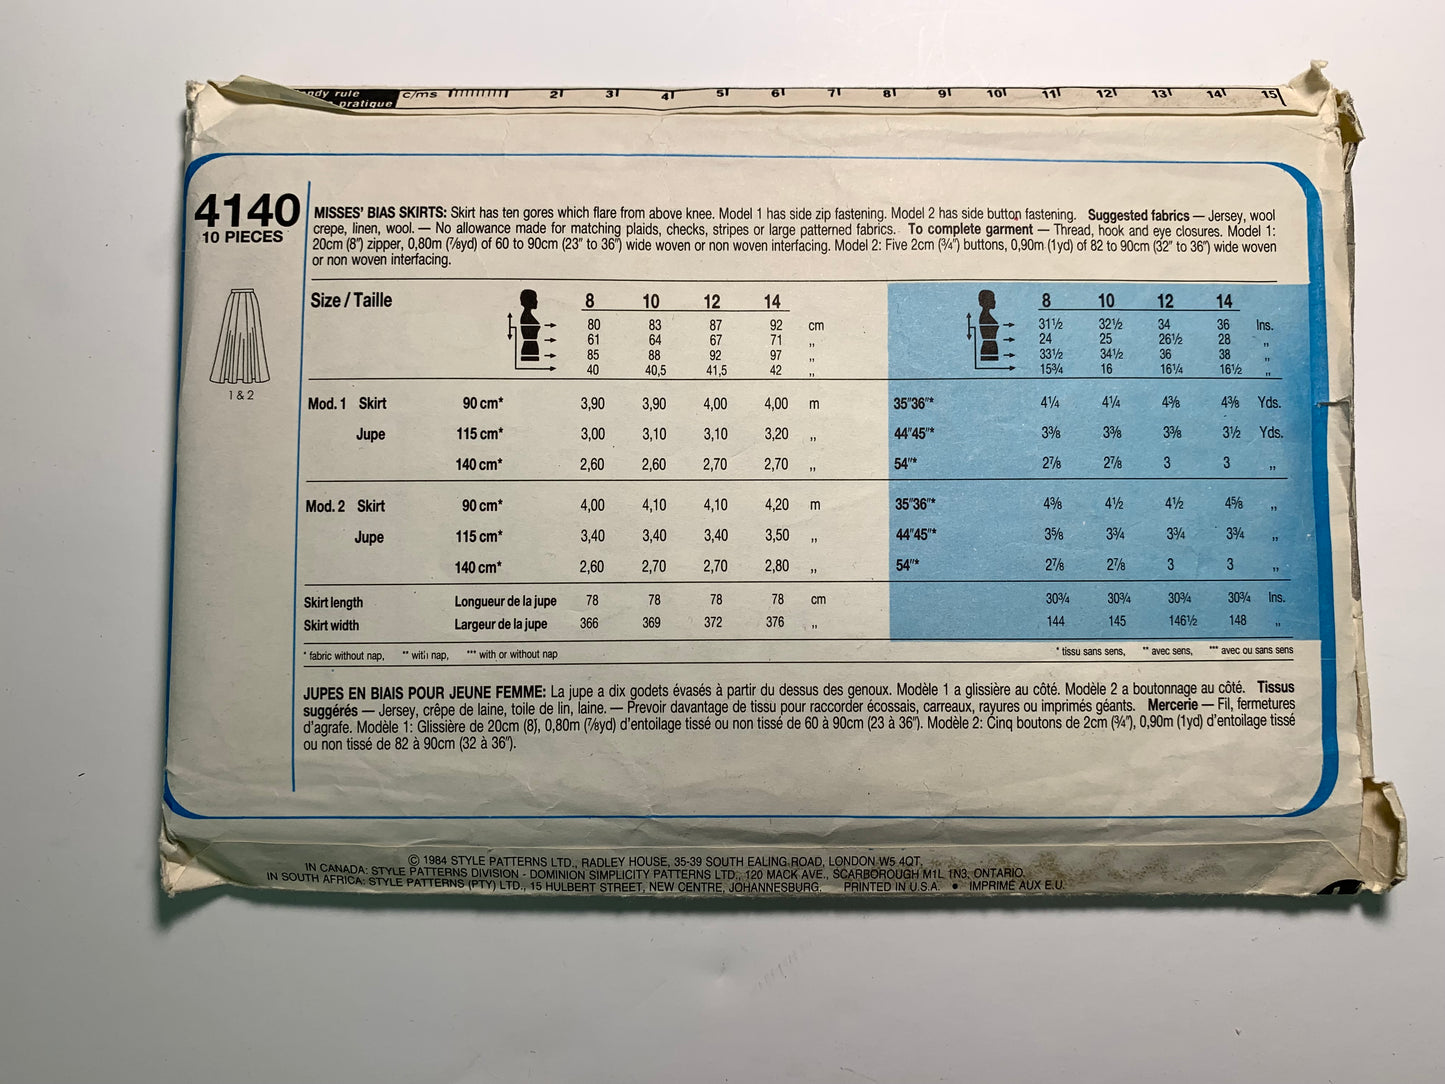 ndy rule
pratique
c/ms 2 3 4 5 6 7 8 9 10 11 12 13 14 15
4140
10 PIECES
1 & 2
MISSES' BIAS SKIRTS: Skirt has ten gores which flare from above knee. Model 1 has side zip fastening. Model 2 has side button fastening. Suggested fabrics — Jersey, wool
crepe, linen, wool. — No allowance made for matching plaids, checks, stripes or large patterned fabrics. To complete garment — Thread, hook and eye closures. Model 1:
20cm (8") zipper, 0,80m (⅞yd) of 60 to 90cm (23" to 36") wide woven or non woven interfacing. Model 2: Five 2cm (¾") buttons, 0,90m (1yd) of 82 to 90cm (32" to 36") wide woven
or non woven interfacing.
Size / Taille 8 10 12 14 8 10 12 14
80 83 87 92 cm 31½ 32½ 34 36 Ins.
61 64 67 71 ,, 24 25 26½ 28 ,,
85 88 92 97 ,, 33½ 34½ 36 38 ,,
40 40,5 41,5 42 ,, 15¾ 16 16¼ 16½ ,,
Mod. 1 Skirt 90 cm* 3,90 3,90 4,00 4,00 m 35"36"* 4¼ 4¼ 4⅜ 4⅜ Yds.
Jupe 115 cm* 3,00 3,10 3,10 3,20 ,, 44"45"* 3⅜ 3⅜ 3⅜ 3½ Yds.
140 cm* 2,60 2,60 2,70 2,70 ,, 54"* 2⅞ 2⅞ 3 3 ,,
Mod. 2 Skirt 90 cm* 4,00 4,10 4,10 4,20 m 35"36"* 4⅜ 4½ 4½ 4⅝ ,,
Jupe 115 cm* 3,40 3,40 3,40 3,50 ,, 44"45"* 3⅝ 3¾ 3¾ 3¾ ,,
140 cm* 2,60 2,70 2,70 2,80 ,, 54"* 2⅞ 2⅞ 3 3 ,,
Skirt length Longueur de la jupe 78 78 78 78 cm 30¾ 30¾ 30¾ 30¾ Ins.
Skirt width Largeur de la jupe 366 369 372 376 ,, 144 145 146½ 148 ,,
* fabric without nap, ** with nap, *** with or without nap * tissu sans sens, ** avec sens, *** avec ou sans sens
JUPES EN BIAIS POUR JEUNE FEMME: La jupe a dix godets évasés à partir du dessus des genoux. Modèle 1 a glissière au côté. Modèle 2 a boutonnage au côté. Tissus
suggérés — Jersey, crêpe de laine, toile de lin, laine. — Prevoir davantage de tissu pour raccorder écossais, carreaux, rayures ou imprimés géants. Mercerie — Fil, fermetures
d'agrafe. Modèle 1: Glissière de 20cm (8), 0,80m (⅞yd) d'entoilage tissé ou non tissé de 60 à 90cm (23 à 36"). Modèle 2: Cinq boutons de 2cm (¾"), 0,90m (1yd) d'entoilage tissé
ou non tissé de 82 à 90cm (32 à 36").
© 1984 STYLE PATTERNS LTD., RADLEY HOUSE, 35-39 SOUTH EALING ROAD, LONDON W5 4QT,
IN CANADA: STYLE PATTERNS DIVISION - DOMINION SIMPLICITY PATTERNS LTD., 120 MACK AVE., SCARBOROUGH M1L 1N3, ONTARIO.
IN SOUTH AFRICA: STYLE PATTERNS (PTY) LTD., 15 HULBERT STREET, NEW CENTRE, JOHANNESBURG. PRINTED IN U.S.A. • IMPRIMÉ AUX E.U.